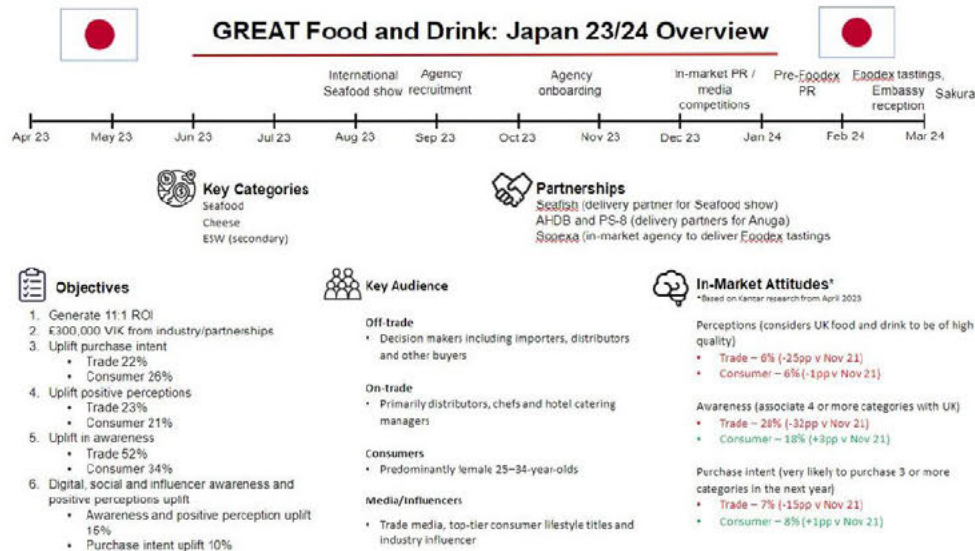 GREAT Food and Drink: Japan 23/24 Overview
International
Seafood show
Agency
recruitment
Agency
onboarding
In-market PR /
media
competitions
Pre-Foodex
PR
Foodex tastings,
Embassy
reception
Sakura
Apr 23
May 23
Jun 23
Jul 23
Aug 23
Sep 23
Oct 23
Nov 23
Dec 23
Jan 24
Feb 24
Mar 24
Key Categories
Seafood
Cheese
ESW (secondary)
Partnerships
Seafish (delivery partner for Seafood show)
AHDB and PS-8 (delivery partners for Anuga)
Sopexa (in-market agency to deliver Foodex tastings
Objectives
1. Generate 11:1 ROI
2. £300,000 VIK from industry/partnerships
3. Uplift purchase intent
• Trade 22%
• Consumer 26%
4. Uplift positive perceptions
• Trade 23%
• Consumer 21%
5. Uplift in awareness
• Trade 52%
• Consumer 34%
6. Digital, social and influencer awareness and
positive perceptions uplift
• Awareness and positive perception uplift
15%
• Purchase intent uplift 10%
Key Audience
Off-trade
• Decision makers including importers, distributors
and other buyers
On-trade
• Primarily distributors, chefs and hotel catering
managers
Consumers
• Predominantly female 25–34-year-olds
Media/Influencers
• Trade media, top-tier consumer lifestyle titles and
industry influencer
In-Market Attitudes*
*Based on Kantar research from April 2023
Perceptions (considers UK food and drink to be of high
quality)
• Trade – 6% (-25pp v Nov 21)
• Consumer – 6% (-1pp v Nov 21)
Awareness (associate 4 or more categories with UK)
• Trade – 28% (-32pp v Nov 21)
• Consumer – 18% (+3pp v Nov 21)
Purchase intent (very likely to purchase 3 or more
categories in the next year)
• Trade – 7% (-15pp v Nov 21)
• Consumer – 8% (+1pp v Nov 21)